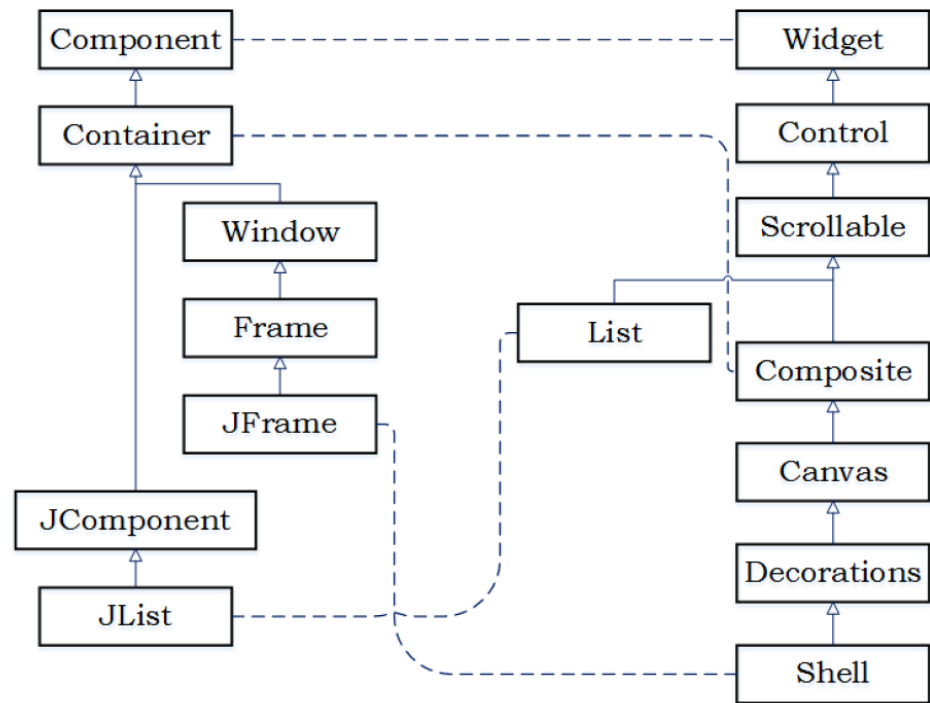 Component
Widget
Container
Control
Window
Scrollable
Frame
List
Composite
JFrame
Canvas
JComponent
Decorations
JList
Shell